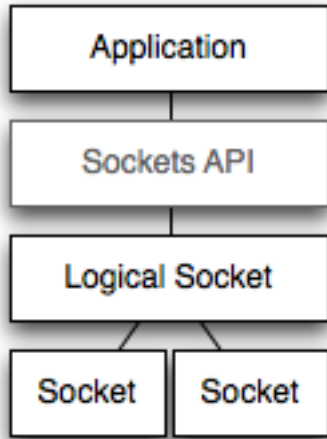 Application
Sockets API
Logical Socket
Socket
Socket